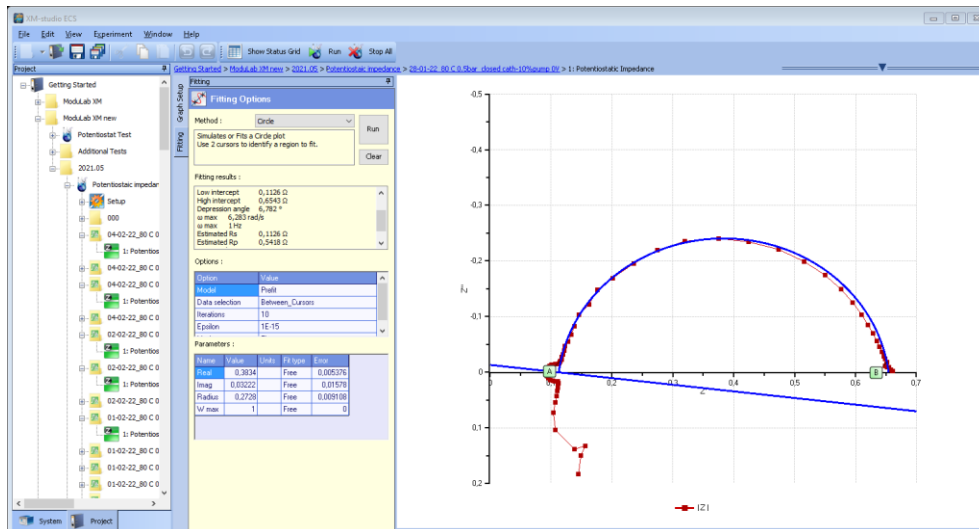 XM-studio ECS
File Edit View Experiment Window Help
Show Status Grid Run Stop All
Project
Getting Started > ModuLab XM new > 2021.05 > Potentiostatic impedance > 28-01-22_80 C 0.5bar_closed cath-10%pump 0V > 1: Potentiostatic Impedance
Getting Started
ModuLab XM
ModuLab XM new
Potentiostat Test
Additional Tests
2021.05
Potentiostaic impedar
Setup
000
04-02-22_80 C 0
1: Potentios
04-02-22_80 C 0
04-02-22_80 C 0
1: Potentios
04-02-22_80 C 0
02-02-22_80 C 0
1: Potentios
02-02-22_80 C 0
1: Potentios
02-02-22_80 C 0
01-02-22_80 C 0
1: Potentios
01-02-22_80 C 0
01-02-22_80 C 0
01-02-22_80 C 0
System Project
Graph Setup
Fitting
Fitting
Fitting Options
Method :
Circle
Run
Simulates or Fits a Circle plot
Use 2 cursors to identify a region to fit.
Clear
Fitting results :
Low intercept 0,1126 Ω
High intercept 0,6543 Ω
Depression angle 6,782 °
ω max 6,283 rad/s
ω max 1 Hz
Estimated Rs 0,1126 Ω
Estimated Rp 0,5418 Ω
Options :
Option Value
Model Prefit
Data selection Between_Cursors
Iterations 10
Epsilon 1E-15
Parameters :
Name Value Units Fit type Error
Real 0,3834 Free 0,005376
Imag 0,03222 Free 0,01578
Radius 0,2728 Free 0,009108
W max 1 Free 0
-0,5
-0,4
-0,3
-0,2
-0,1
0
0,1
0,2
Z''
A
B
0 0,1 0,2 0,3 0,4 0,5 0,6 0,7
Z'
|Z|